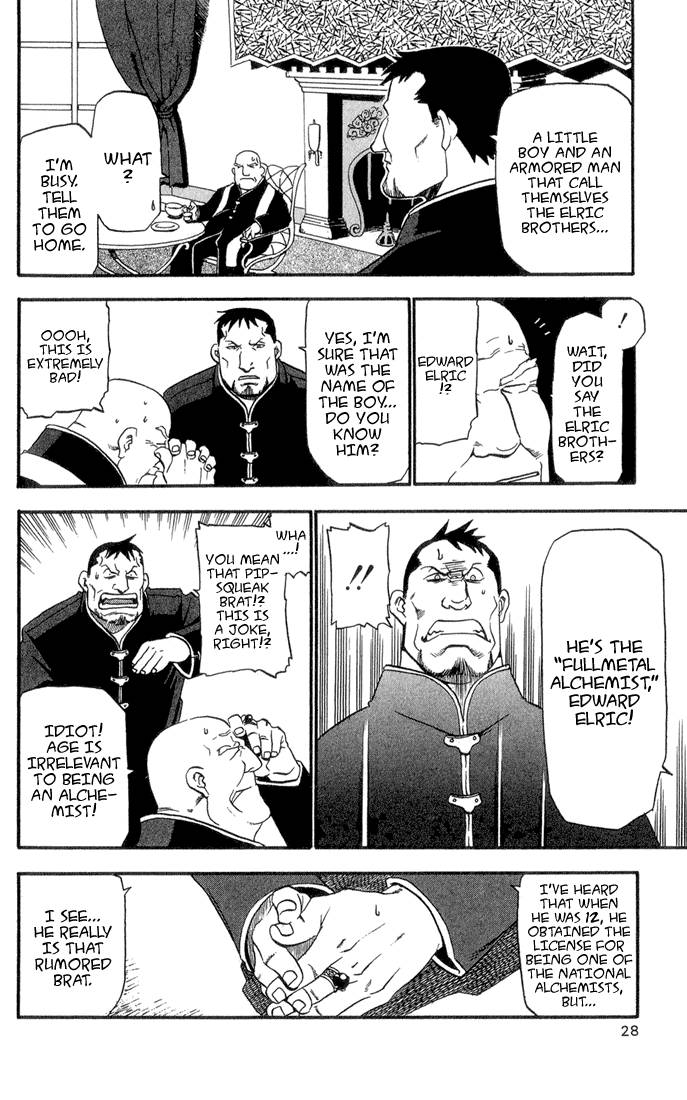 A LITTLE
BOY AND AN
ARMORED MAN
THAT CALL
THEMSELVES
THE ELRIC
BROTHERS...
WHAT
?
I'M
BUSY.
TELL
THEM
TO GO
HOME.
!
WAIT,
DID
YOU
SAY
THE
ELRIC
BROTH-
ERS?
EDWARD
ELRIC
!?
YES, I'M
SURE THAT
WAS THE
NAME OF
THE BOY...
DO YOU
KNOW
HIM?
OOOH,
THIS IS
EXTREMELY
BAD!
HE'S THE
"FULLMETAL
ALCHEMIST,"
EDWARD
ELRIC!
!!
WHA
...!
YOU MEAN
THAT PIP-
SQUEAK
BRAT!?
THIS IS
A JOKE,
RIGHT!?
IDIOT!
AGE IS
IRRELEVANT
TO BEING
AN ALCHE-
MIST!
I'VE HEARD
THAT WHEN
HE WAS 12, HE
OBTAINED THE
LICENSE FOR
BEING ONE OF
THE NATIONAL
ALCHEMISTS,
BUT...
I SEE...
HE REALLY
IS THAT
RUMORED
BRAT.
28